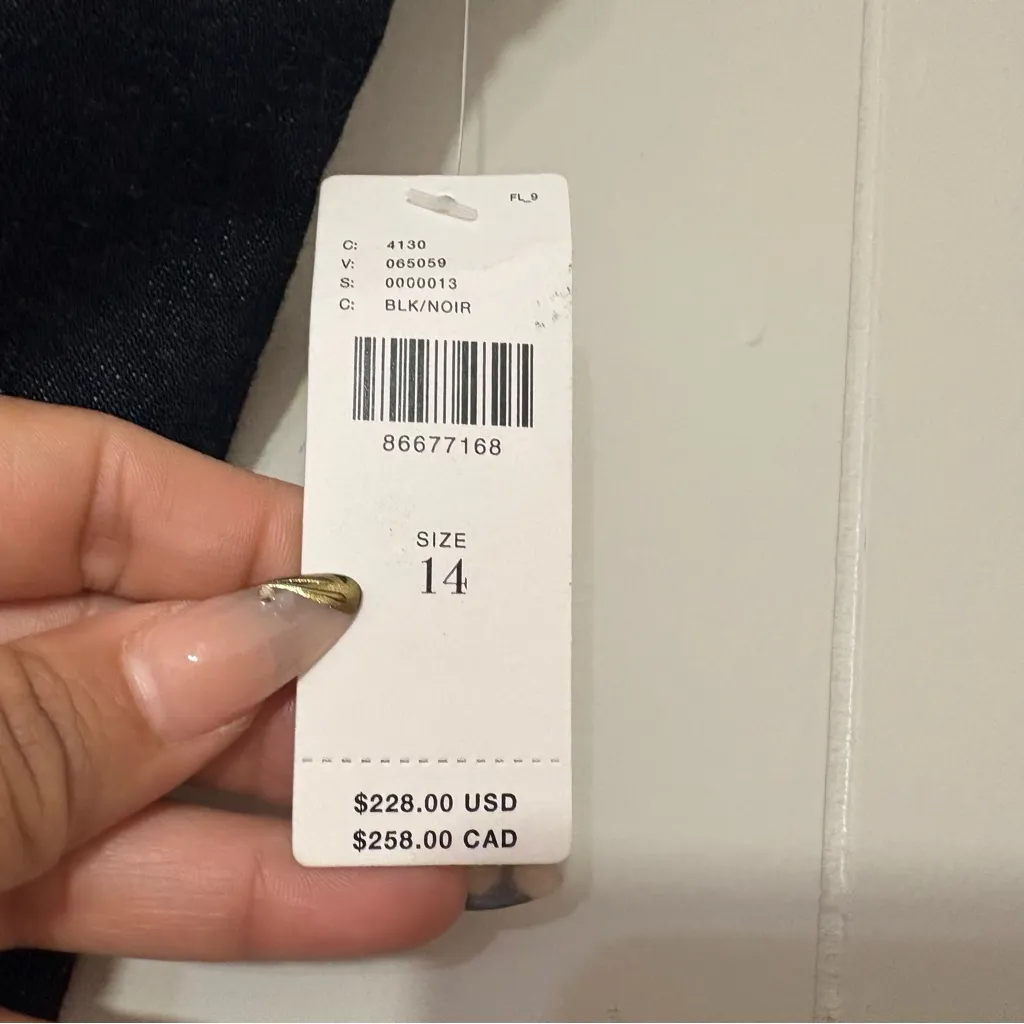 FL_9
C: 4130
V: 065059
S: 0000013
C: BLK/NOIR
86677168
SIZE
14
$228.00 USD
$258.00 CAD